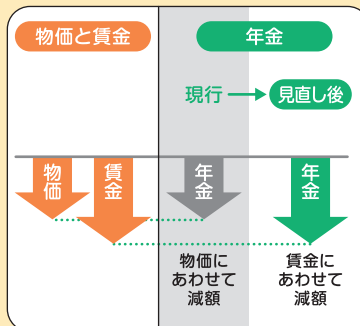 物価と賃金
年金
現行
見直し後
物価
賃金
年金
年金
物価に
あわせて
減額
賃金に
あわせて
減額